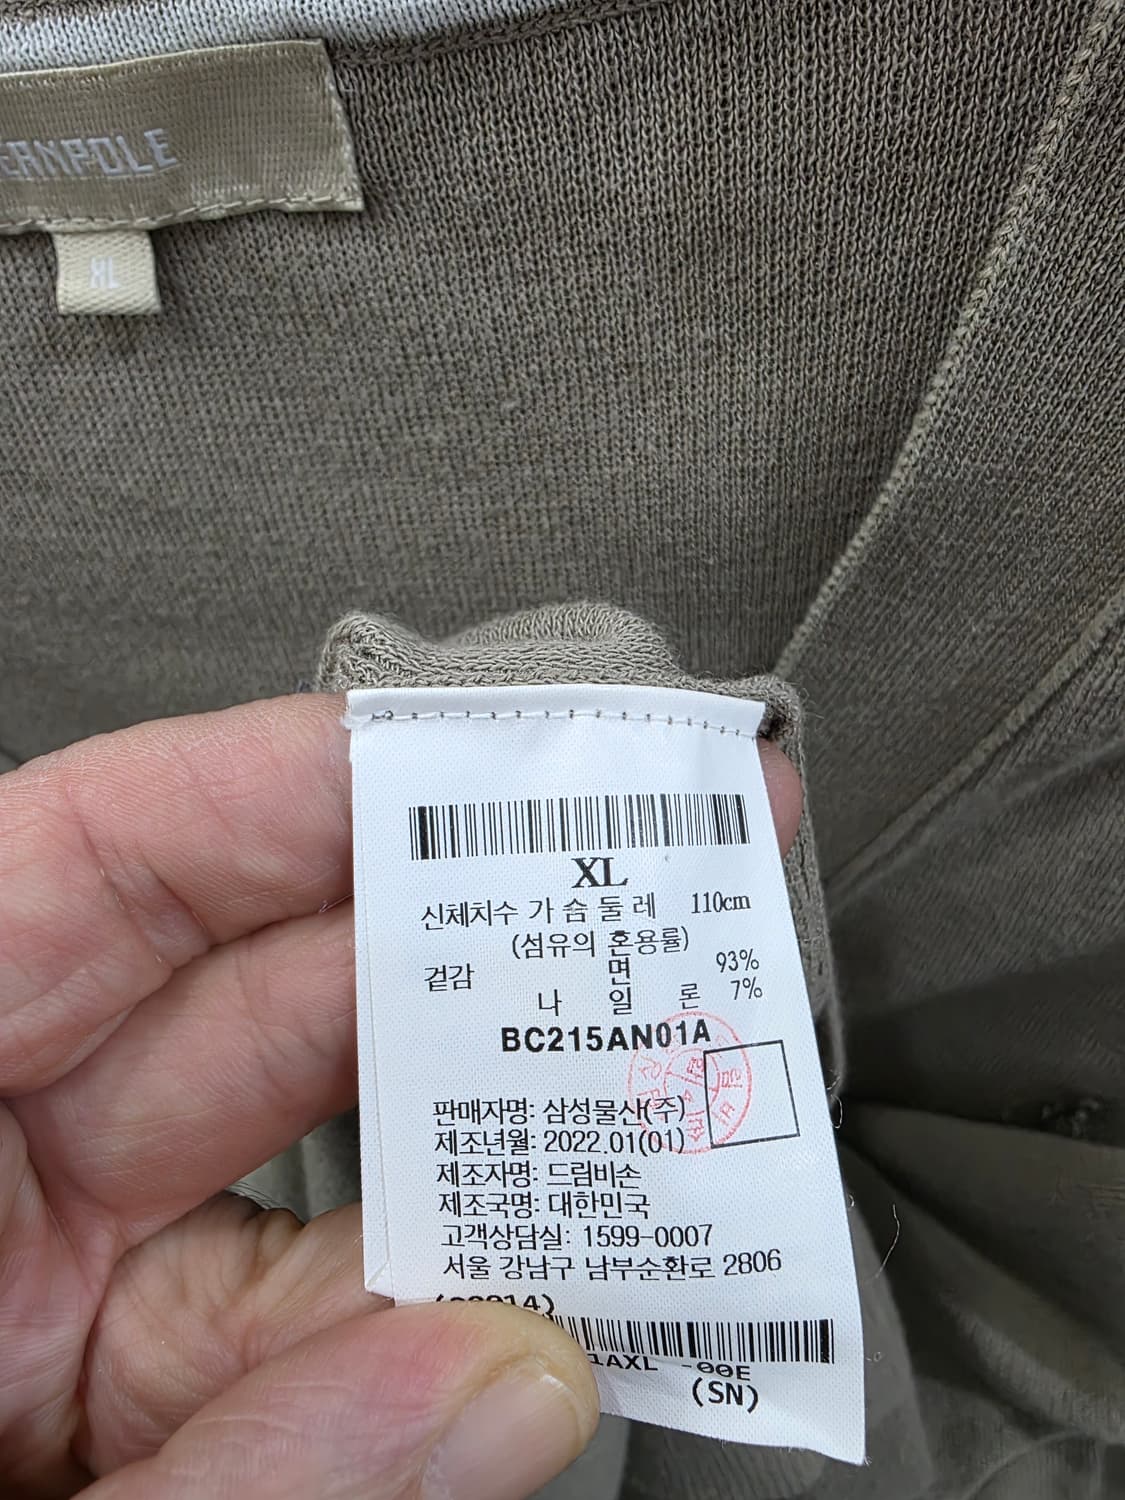 XL
XL
신체치수 가슴둘레 110cm
(섬유의 혼용률)
겉감 면 93%
나일론 7%
BC215AN01A
판매자명: 삼성물산(주)
제조년월: 2022.01(01)
제조자명: 드림비손
제조국명: 대한민국
고객상담실: 1599-0007
서울 강남구 남부순환로 2806
1AXL -00E
(SN)